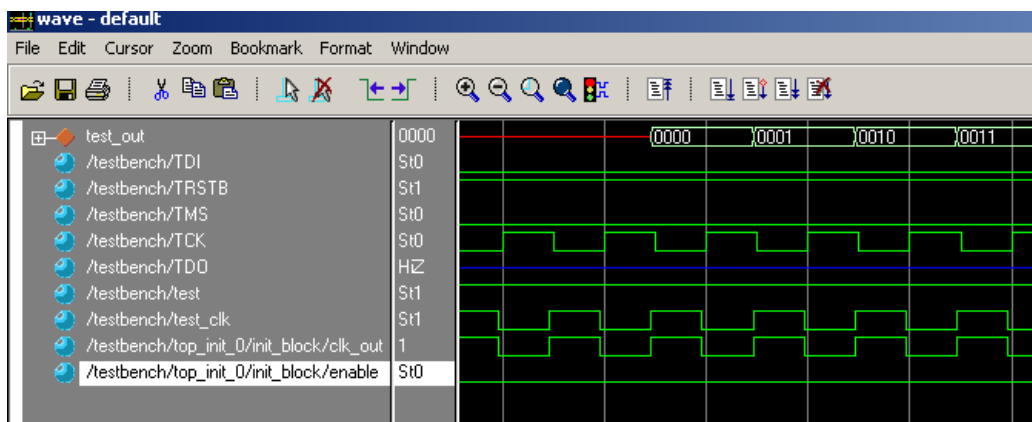 wave - default
File Edit Cursor Zoom Bookmark Format Window
test_out 0000 0000 0001 0010 0011
/testbench/TDI St0
/testbench/TRSTB St1
/testbench/TMS St0
/testbench/TCK St0
/testbench/TDO HiZ
/testbench/test St1
/testbench/test_clk St1
/testbench/top_init_0/init_block/clk_out 1
/testbench/top_init_0/init_block/enable St0